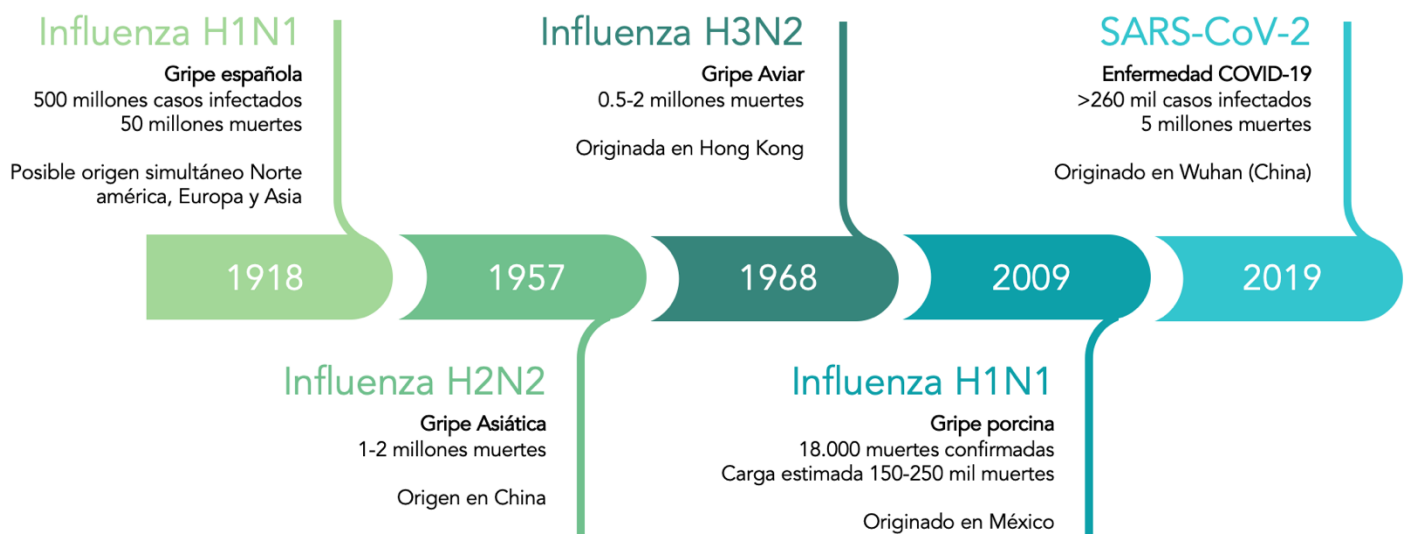 Influenza H1N1
Gripe española
500 millones casos infectados
50 millones muertes
Posible origen simultáneo Norte
américa, Europa y Asia
Influenza H3N2
Gripe Aviar
0.5-2 millones muertes
Originada en Hong Kong
SARS-CoV-2
Enfermedad COVID-19
>260 mil casos infectados
5 millones muertes
Originado en Wuhan (China)
1918
1957
1968
2009
2019
Influenza H2N2
Gripe Asiática
1-2 millones muertes
Origen en China
Influenza H1N1
Gripe porcina
18.000 muertes confirmadas
Carga estimada 150-250 mil muertes
Originado en México